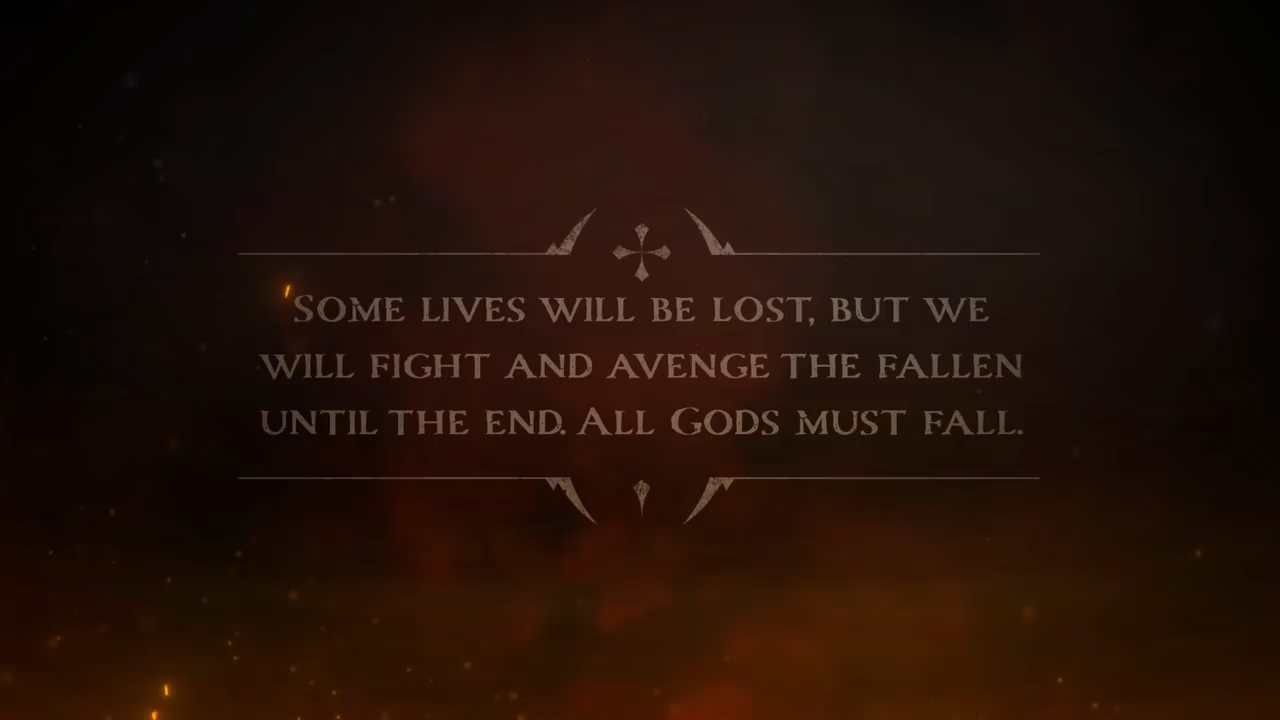 Some lives will be lost, but we
will fight and avenge the fallen
until the end. All Gods must fall.